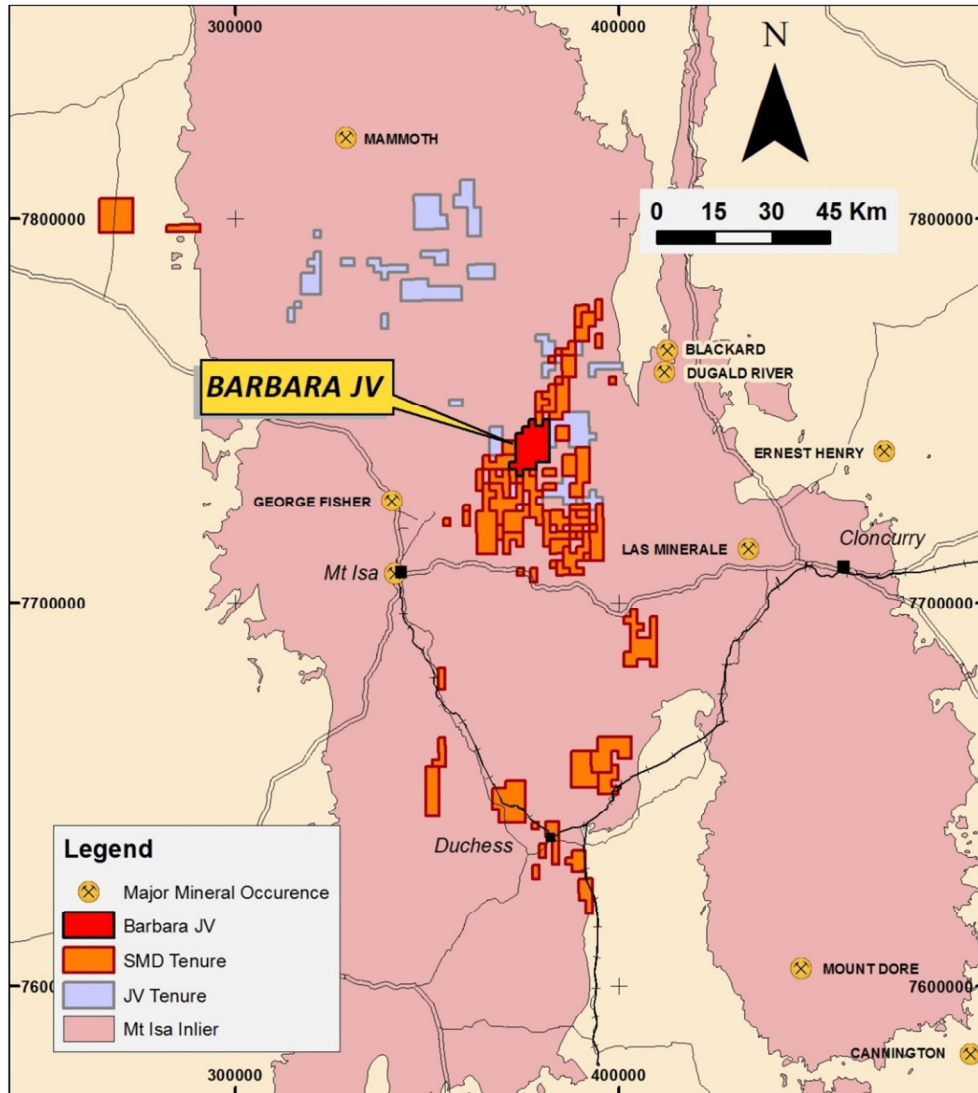 300000
400000
N
MAMMOTH
7800000
7800000
0 15 30 45 Km
BLACKARD
DUGALD RIVER
BARBARA JV
ERNEST HENRY
GEORGE FISHER
LAS MINERALE
Cloncurry
Mt Isa
7700000
7700000
Duchess
Legend
Major Mineral Occurence
Barbara JV
SMD Tenure
JV Tenure
Mt Isa Inlier
MOUNT DORE
7600000
7600000
CANNINGTON
300000
400000